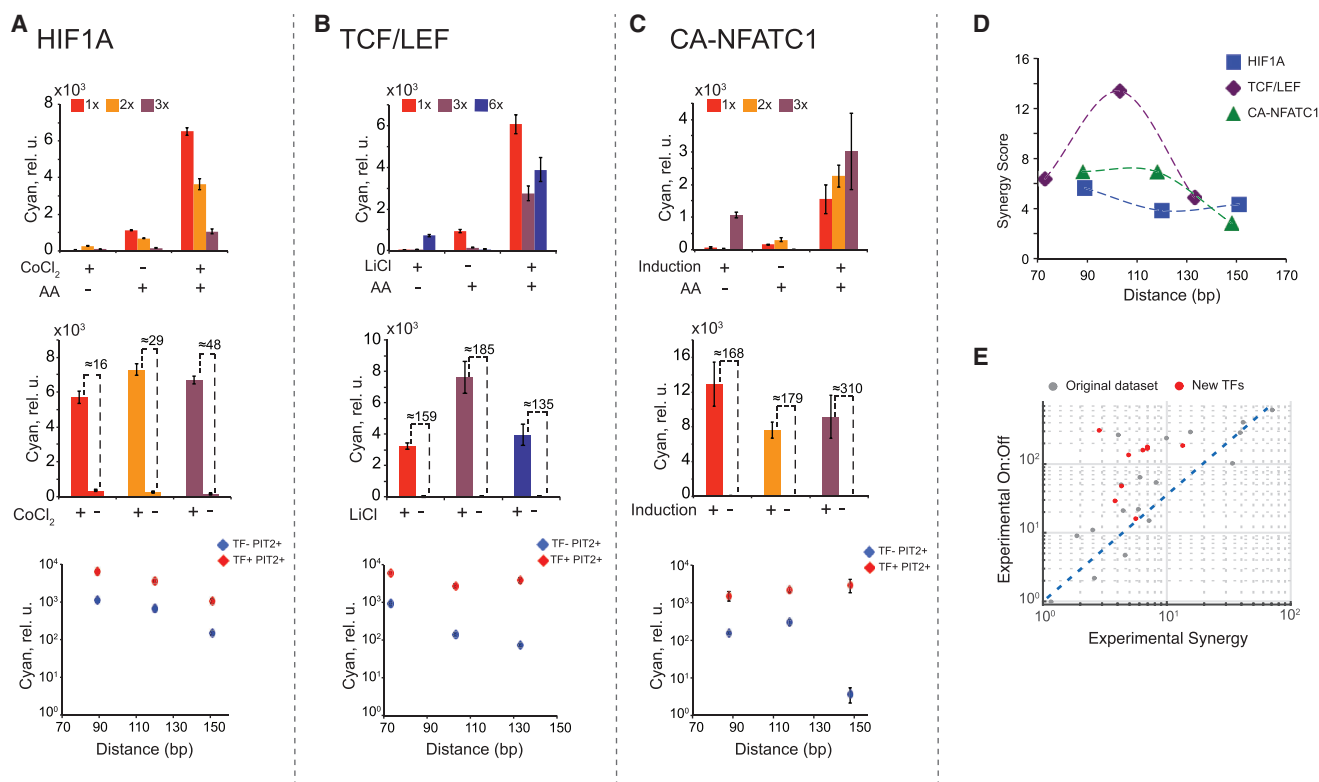 A HIF1A
x10³
1x 2x 3x
Cyan, rel. u.
8
6
4
2
0
CoCl₂ + - +
AA - + +
x10³
Cyan, rel. u.
8
7
6
5
4
3
2
1
0
≈16 ≈29 ≈48
CoCl₂ + - + - + -
TF- PIT2+
TF+ PIT2+
Cyan, rel. u.
10⁴
10³
10²
10¹
10⁰
70 90 110 130 150
Distance (bp)
B TCF/LEF
x10³
1x 3x 6x
Cyan, rel. u.
7
6
4
2
0
LiCl + - +
AA - + +
x10³
Cyan, rel. u.
10
8
6
4
2
0
≈159 ≈185 ≈135
LiCl + - + - + -
TF- PIT2+
TF+ PIT2+
Cyan, rel. u.
10⁴
10³
10²
10¹
10⁰
70 90 110 130 150
Distance (bp)
C CA-NFATC1
x10³
1x 2x 3x
Cyan, rel. u.
5
4
3
2
1
0
Induction + - +
AA - + +
x10³
Cyan, rel. u.
16
12
8
4
0
≈168 ≈179 ≈310
Induction + - + - + -
TF- PIT2+
TF+ PIT2+
Cyan, rel. u.
10⁴
10³
10²
10¹
10⁰
70 90 110 130 150
Distance (bp)
D
HIF1A
TCF/LEF
CA-NFATC1
Synergy Score
16
12
8
4
0
70 90 110 130 150 170
Distance (bp)
E
Original dataset New TFs
Experimental On:Off
10²
10¹
10⁰
10⁰ 10¹ 10²
Experimental Synergy